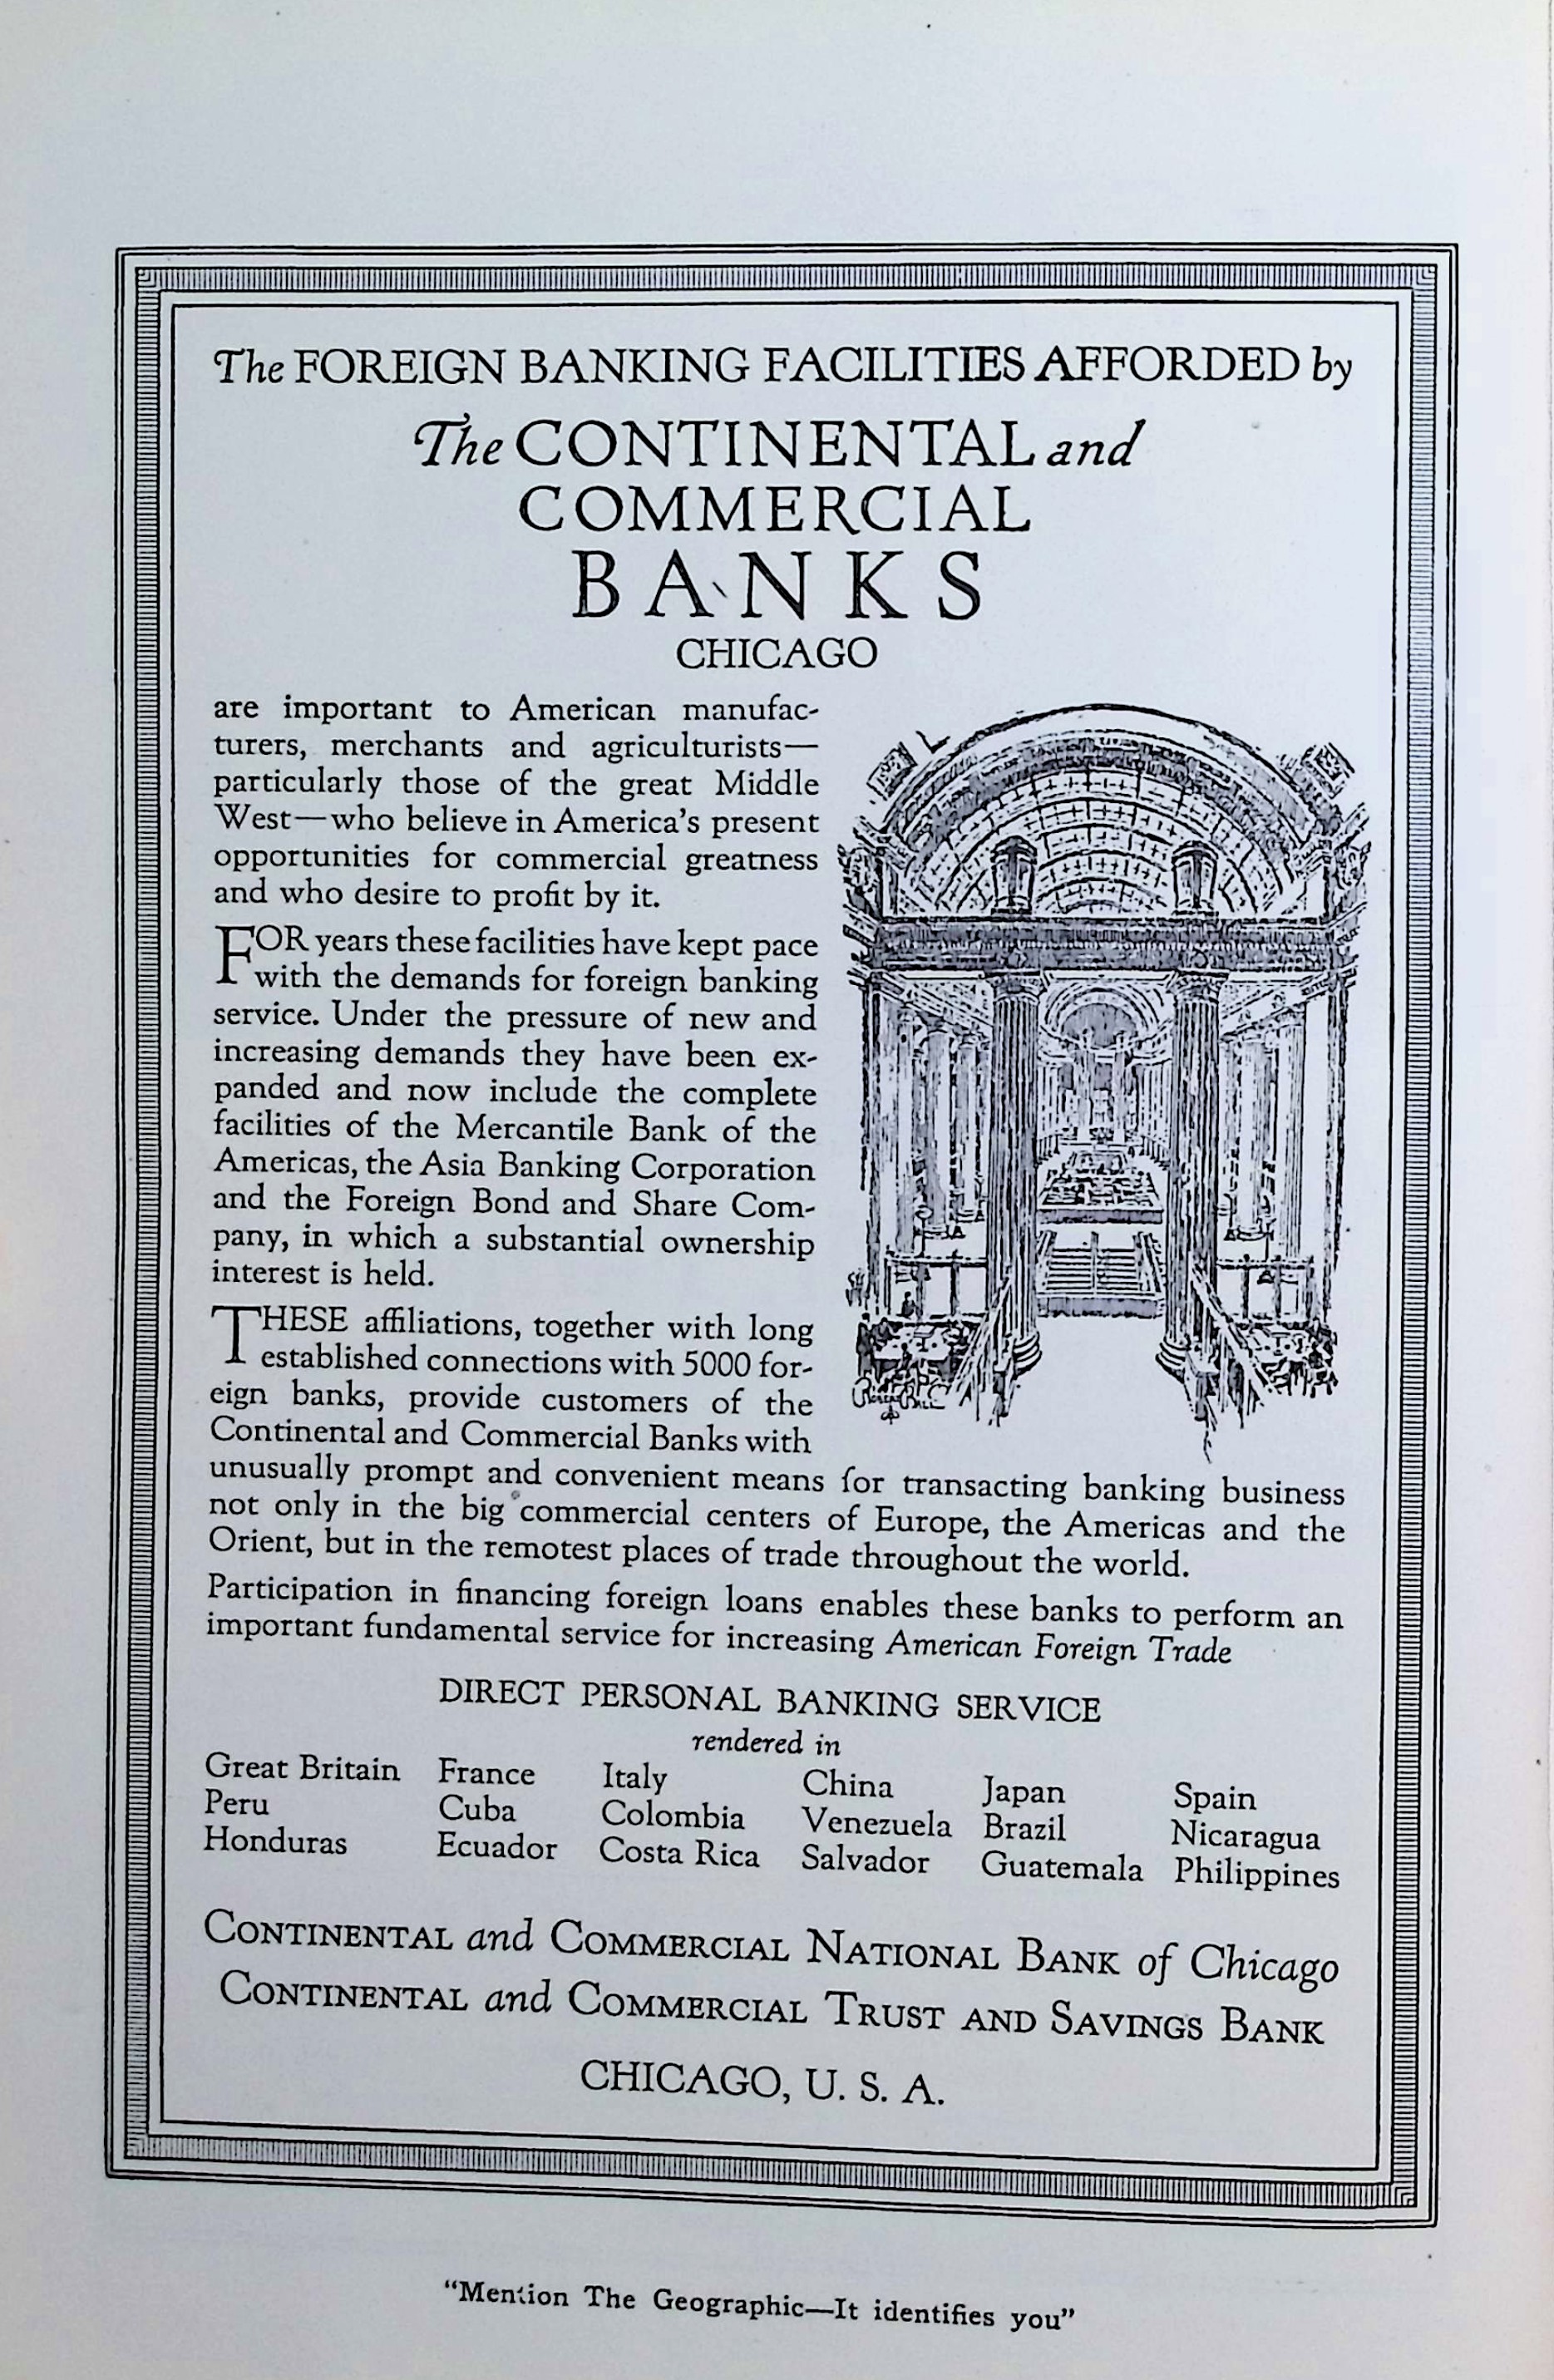 The FOREIGN BANKING FACILITIES AFFORDED by
The CONTINENTAL and
COMMERCIAL
BANKS
CHICAGO
are important to American manufac-
turers, merchants and agriculturists—
particularly those of the great Middle
West—who believe in America's present
opportunities for commercial greatness
and who desire to profit by it.
FOR years these facilities have kept pace
with the demands for foreign banking
service. Under the pressure of new and
increasing demands they have been ex-
panded and now include the complete
facilities of the Mercantile Bank of the
Americas, the Asia Banking Corporation
and the Foreign Bond and Share Com-
pany, in which a substantial ownership
interest is held.
THESE affiliations, together with long
established connections with 5000 for-
eign banks, provide customers of the
Continental and Commercial Banks with
unusually prompt and convenient means for transacting banking business
not only in the big commercial centers of Europe, the Americas and the
Orient, but in the remotest places of trade throughout the world.
Participation in financing foreign loans enables these banks to perform an
important fundamental service for increasing American Foreign Trade
DIRECT PERSONAL BANKING SERVICE
rendered in
Great Britain France Italy China Japan Spain
Peru Cuba Colombia Venezuela Brazil Nicaragua
Honduras Ecuador Costa Rica Salvador Guatemala Philippines
CONTINENTAL and COMMERCIAL NATIONAL BANK of Chicago
CONTINENTAL and COMMERCIAL TRUST AND SAVINGS BANK
CHICAGO, U. S. A.
"Mention The Geographic—It identifies you"